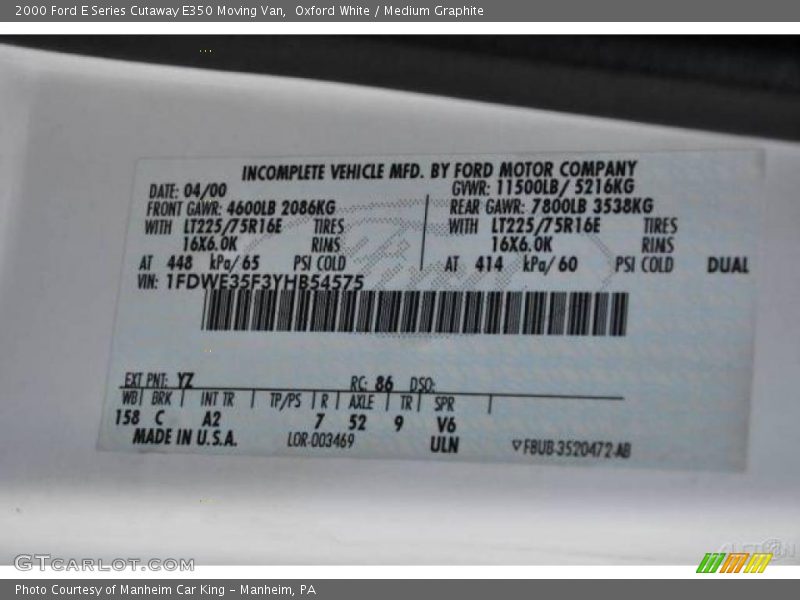 2000 Ford E Series Cutaway E350 Moving Van,  Oxford White / Medium Graphite
INCOMPLETE VEHICLE MFD. BY FORD MOTOR COMPANY
DATE: 04/00 GVWR: 11500LB/ 5216KG
FRONT GAWR: 4600LB 2086KG REAR GAWR: 7800LB 3538KG
WITH LT225/75R16E TIRES WITH LT225/75R16E TIRES
16X6.0K RIMS 16X6.0K RIMS
AT 448 kPa/65 PSI COLD AT 414 kPa/60 PSI COLD DUAL
VIN: 1FDWE35F3YHB54575
EXT PNT: YZ RC: 86 DSO:
WB BRK INT TR TP/PS R AXLE TR SPR
158 C A2 7 52 9 V6
MADE IN U.S.A. LOR-003469 ULN F8UB-3520472-AB
GTCarLot.com
Photo Courtesy of Manheim Car King – Manheim, PA